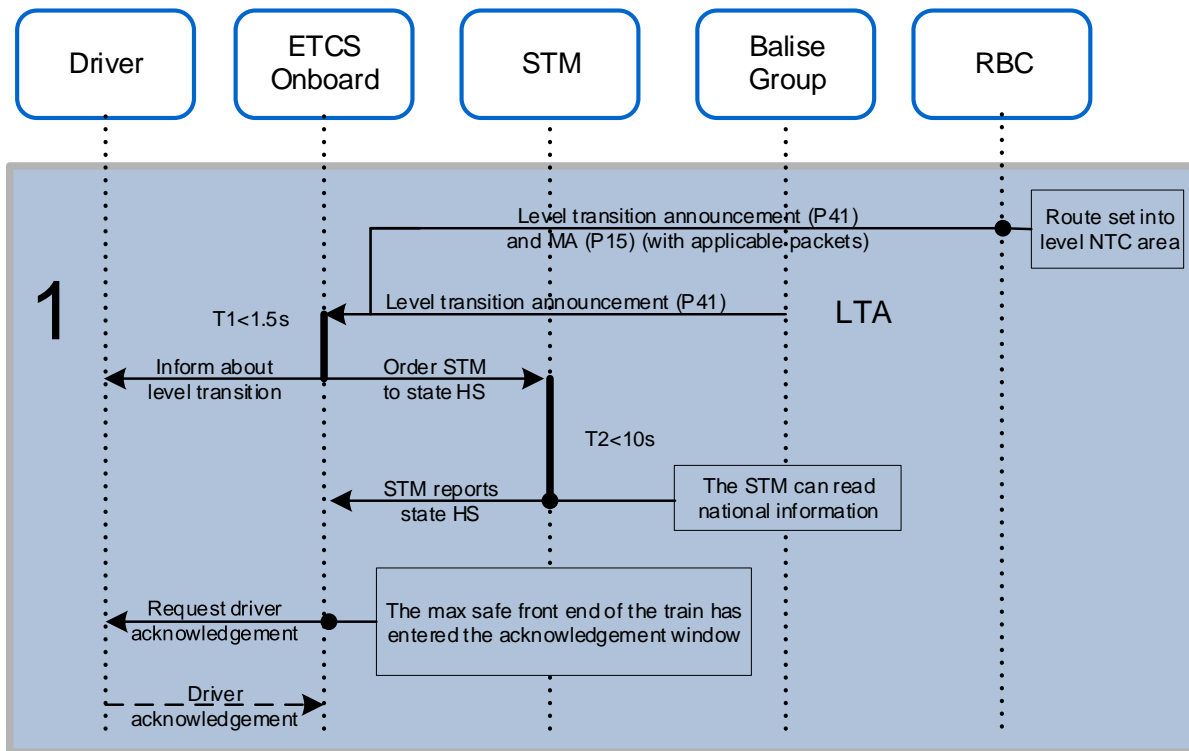 Driver
ETCS
Onboard
STM
Balise
Group
RBC
1
Level transition announcement (P41)
and MA (P15) (with applicable packets)
Route set into
level NTC area
Level transition announcement (P41)
LTA
T1<1.5s
Inform about
level transition
Order STM
to state HS
T2<10s
STM reports
state HS
The STM can read
national information
Request driver
acknowledgement
The max safe front end of the train has
entered the acknowledgement window
Driver
acknowledgement